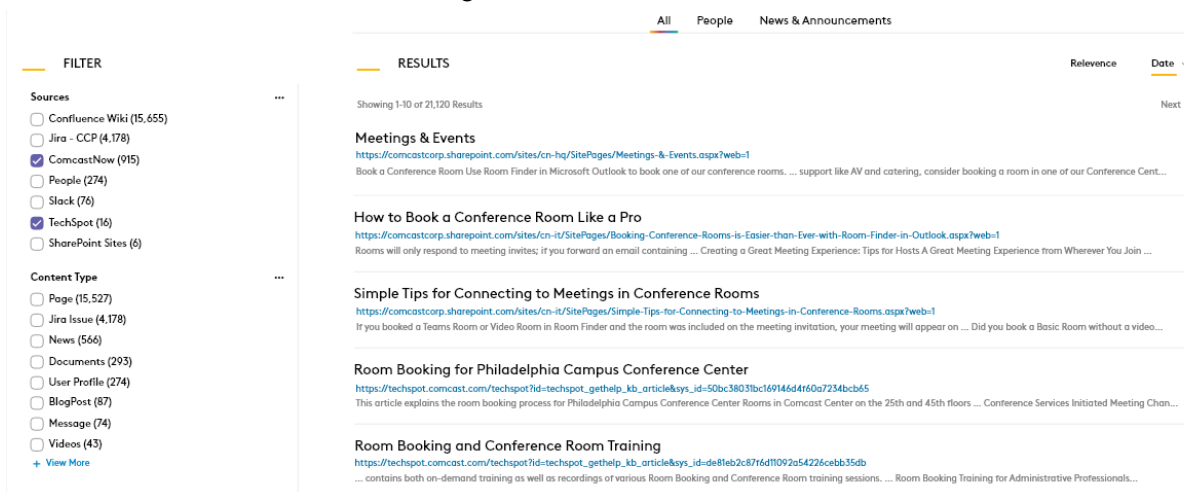 All People News & Announcements
FILTER
Sources
...
Confluence Wiki (15,655)
Jira - CCP (4,178)
ComcastNow (915)
People (274)
Slack (76)
TechSpot (16)
SharePoint Sites (6)
Content Type
...
Page (15,527)
Jira Issue (4,178)
News (566)
Documents (293)
User Profile (274)
BlogPost (87)
Message (74)
Videos (43)
+ View More
RESULTS
Relevence Date
Showing 1-10 of 21,120 Results
Next
Meetings & Events
https://comcastcorp.sharepoint.com/sites/cn-hq/SitePages/Meetings-&-Events.aspx?web=1
Book a Conference Room Use Room Finder in Microsoft Outlook to book one of our conference rooms. ... support like AV and catering, consider booking a room in one of our Conference Cent...
How to Book a Conference Room Like a Pro
https://comcastcorp.sharepoint.com/sites/cn-it/SitePages/Booking-Conference-Rooms-is-Easier-than-Ever-with-Room-Finder-in-Outlook.aspx?web=1
Rooms will only respond to meeting invites; if you forward an email containing ... Creating a Great Meeting Experience: Tips for Hosts A Great Meeting Experience from Wherever You Join ...
Simple Tips for Connecting to Meetings in Conference Rooms
https://comcastcorp.sharepoint.com/sites/cn-it/SitePages/Simple-Tips-for-Connecting-to-Meetings-in-Conference-Rooms.aspx?web=1
If you booked a Teams Room or Video Room in Room Finder and the room was included on the meeting invitation, your meeting will appear on ... Did you book a Basic Room without a video...
Room Booking for Philadelphia Campus Conference Center
https://techspot.comcast.com/techspot?id=techspot_gethelp_kb_article&sys_id=50bc38031bc169146d4f60a7234bcb65
This article explains the room booking process for Philadelphia Campus Conference Center Rooms in Comcast Center on the 25th and 45th floors ... Conference Services Initiated Meeting Chan...
Room Booking and Conference Room Training
https://techspot.comcast.com/techspot?id=techspot_gethelp_kb_article&sys_id=de81eb2c87f6d11092a54226cebb35db
... contains both on-demand training as well as recordings of various Room Booking and Conference Room training sessions. ... Room Booking Training for Administrative Professionals...